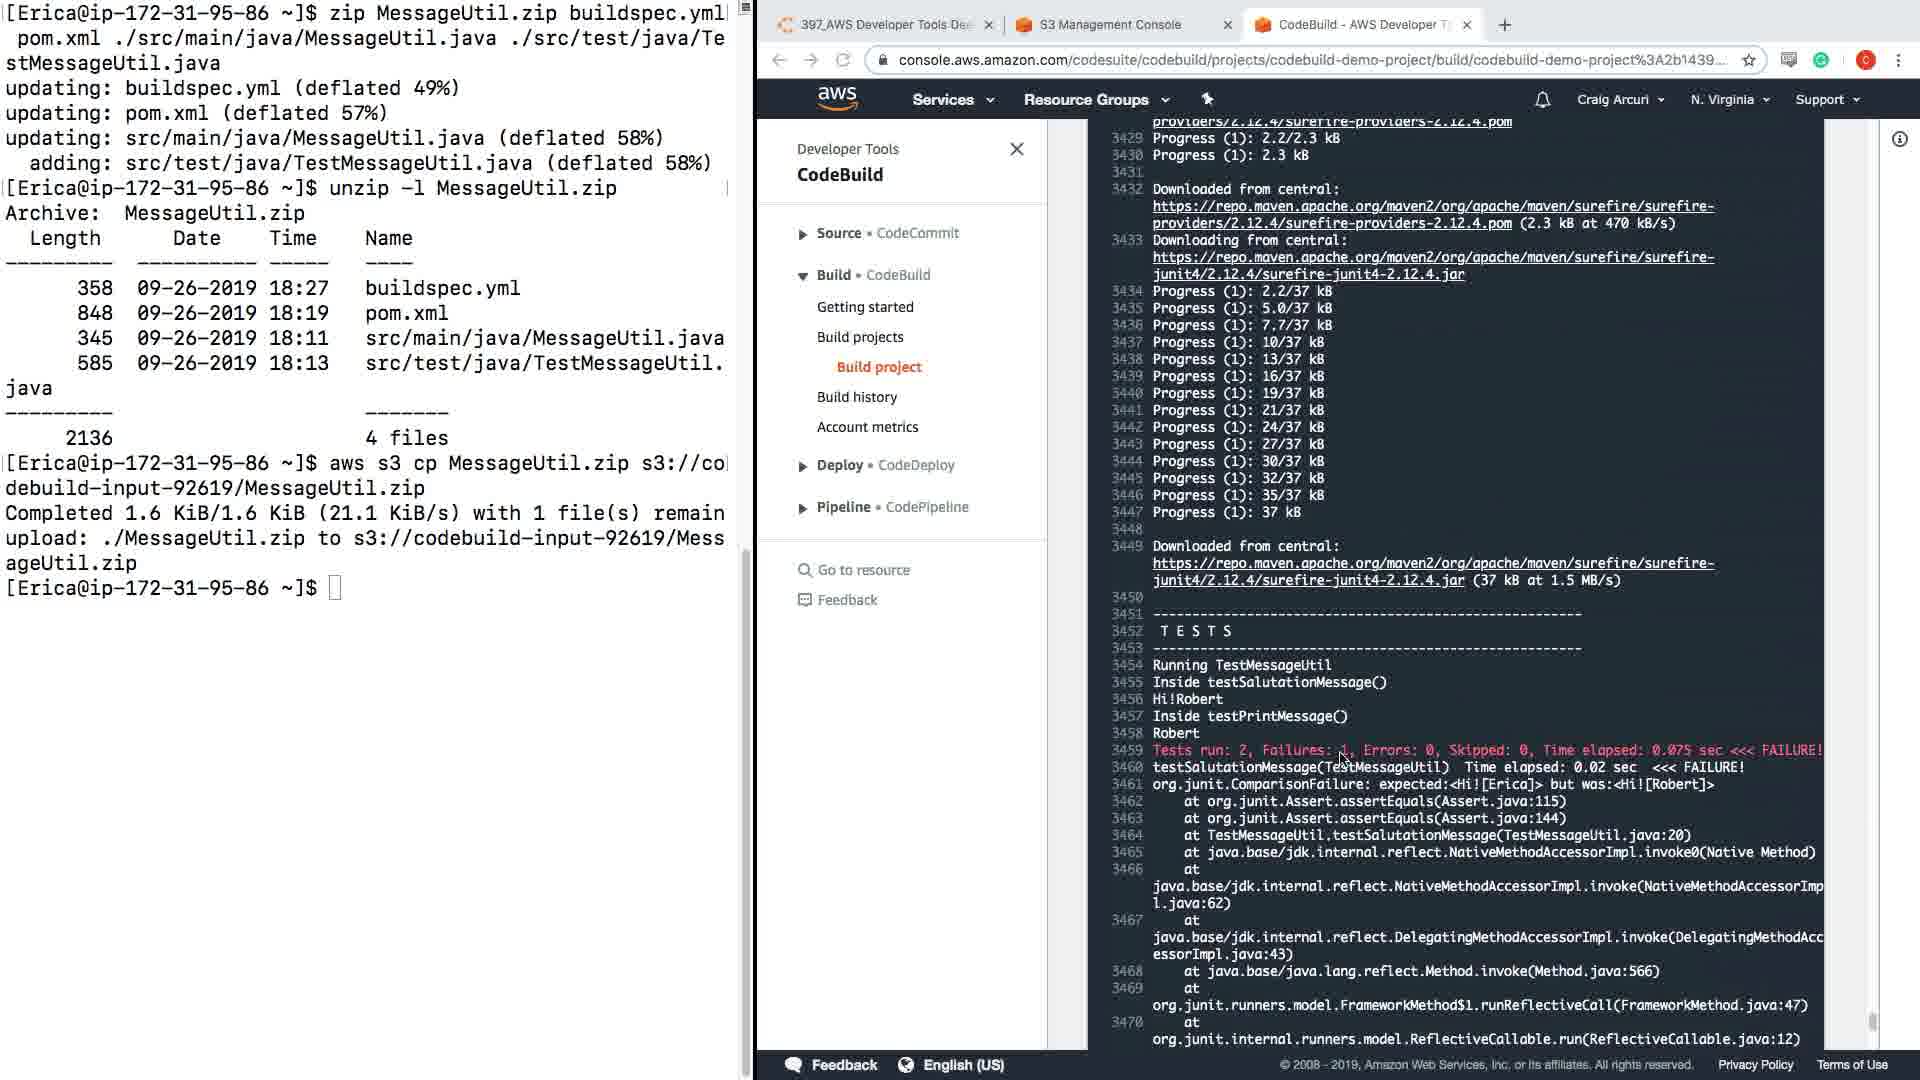 [Erica@ip-172-31-95-86 ~]$ zip MessageUtil.zip buildspec.yml
pom.xml ./src/main/java/MessageUtil.java ./src/test/java/Te
stMessageUtil.java
updating: buildspec.yml (deflated 49%)
updating: pom.xml (deflated 57%)
updating: src/main/java/MessageUtil.java (deflated 58%)
adding: src/test/java/TestMessageUtil.java (deflated 58%)
[Erica@ip-172-31-95-86 ~]$ unzip -l MessageUtil.zip
Archive:  MessageUtil.zip
Length Date Time Name
--------- ---------- ----- ----
358 09-26-2019 18:27 buildspec.yml
848 09-26-2019 18:19 pom.xml
345 09-26-2019 18:11 src/main/java/MessageUtil.java
585 09-26-2019 18:13 src/test/java/TestMessageUtil.
java
--------- -------
2136 4 files
[Erica@ip-172-31-95-86 ~]$ aws s3 cp MessageUtil.zip s3://co
debuild-input-92619/MessageUtil.zip
Completed 1.6 KiB/1.6 KiB (21.1 KiB/s) with 1 file(s) remain
upload: ./MessageUtil.zip to s3://codebuild-input-92619/Mess
ageUtil.zip
[Erica@ip-172-31-95-86 ~]$
397_AWS Developer Tools Dee
S3 Management Console
CodeBuild - AWS Developer T
console.aws.amazon.com/codesuite/codebuild/projects/codebuild-demo-project/build/codebuild-demo-project%3A2b1439...
C
aws
Services
Resource Groups
Craig Arcuri
N. Virginia
Support
Developer Tools
CodeBuild
Source • CodeCommit
Build • CodeBuild
Getting started
Build projects
Build project
Build history
Account metrics
Deploy • CodeDeploy
Pipeline • CodePipeline
Go to resource
Feedback
providers/2.12.4/surefire-providers-2.12.4.pom
3429 Progress (1): 2.2/2.3 kB
3430 Progress (1): 2.3 kB
3431
3432 Downloaded from central:
https://repo.maven.apache.org/maven2/org/apache/maven/surefire/surefire-
providers/2.12.4/surefire-providers-2.12.4.pom (2.3 kB at 470 kB/s)
3433 Downloading from central:
https://repo.maven.apache.org/maven2/org/apache/maven/surefire/surefire-
junit4/2.12.4/surefire-junit4-2.12.4.jar
3434 Progress (1): 2.2/37 kB
3435 Progress (1): 5.0/37 kB
3436 Progress (1): 7.7/37 kB
3437 Progress (1): 10/37 kB
3438 Progress (1): 13/37 kB
3439 Progress (1): 16/37 kB
3440 Progress (1): 19/37 kB
3441 Progress (1): 21/37 kB
3442 Progress (1): 24/37 kB
3443 Progress (1): 27/37 kB
3444 Progress (1): 30/37 kB
3445 Progress (1): 32/37 kB
3446 Progress (1): 35/37 kB
3447 Progress (1): 37 kB
3448
3449 Downloaded from central:
https://repo.maven.apache.org/maven2/org/apache/maven/surefire/surefire-
junit4/2.12.4/surefire-junit4-2.12.4.jar (37 kB at 1.5 MB/s)
3450
3451 -------------------------------------------------------
3452 T E S T S
3453 -------------------------------------------------------
3454 Running TestMessageUtil
3455 Inside testSalutationMessage()
3456 Hi!Robert
3457 Inside testPrintMessage()
3458 Robert
3459 Tests run: 2, Failures: 1, Errors: 0, Skipped: 0, Time elapsed: 0.075 sec <<< FAILURE!
3460 testSalutationMessage(TestMessageUtil)  Time elapsed: 0.02 sec  <<< FAILURE!
3461 org.junit.ComparisonFailure: expected:<Hi![Erica]> but was:<Hi![Robert]>
3462 at org.junit.Assert.assertEquals(Assert.java:115)
3463 at org.junit.Assert.assertEquals(Assert.java:144)
3464 at TestMessageUtil.testSalutationMessage(TestMessageUtil.java:20)
3465 at java.base/jdk.internal.reflect.NativeMethodAccessorImpl.invoke0(Native Method)
3466 at
java.base/jdk.internal.reflect.NativeMethodAccessorImpl.invoke(NativeMethodAccessorImp
l.java:62)
3467 at
java.base/jdk.internal.reflect.DelegatingMethodAccessorImpl.invoke(DelegatingMethodAcc
essorImpl.java:43)
3468 at java.base/java.lang.reflect.Method.invoke(Method.java:566)
3469 at
org.junit.runners.model.FrameworkMethod$1.runReflectiveCall(FrameworkMethod.java:47)
3470 at
org.junit.internal.runners.model.ReflectiveCallable.run(ReflectiveCallable.java:12)
Feedback
English (US)
© 2008 - 2019, Amazon Web Services, Inc. or its affiliates. All rights reserved.
Privacy Policy
Terms of Use